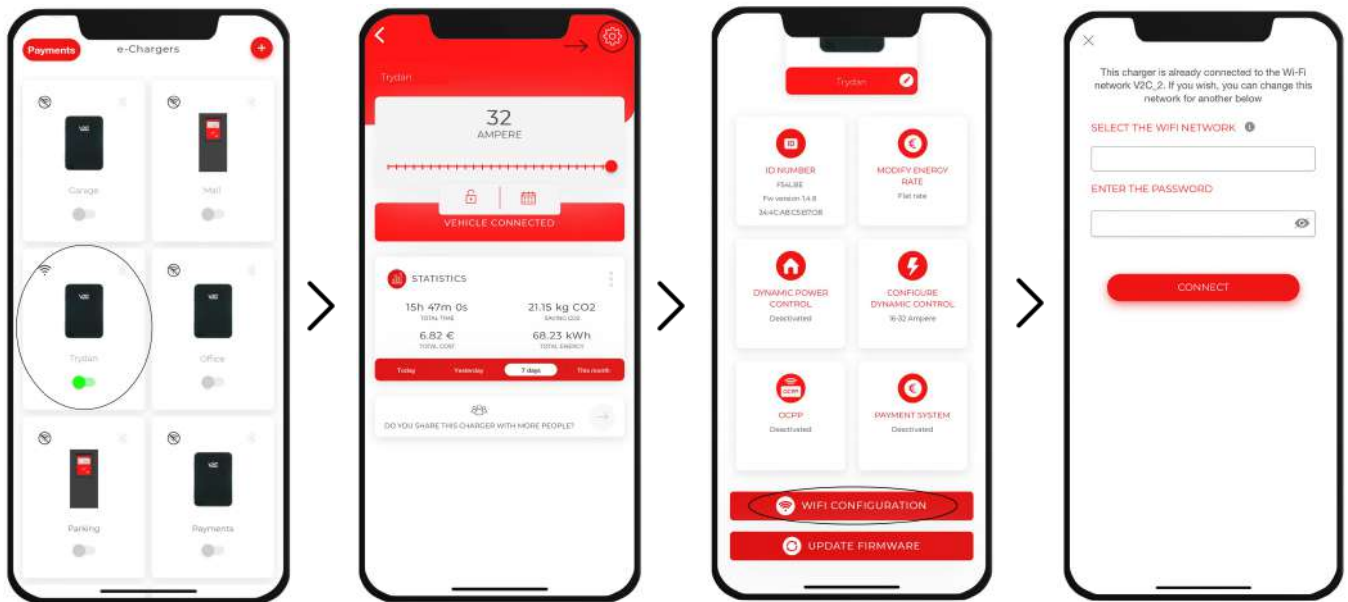 Payments
e-Chargers
+
Garage
Mall
Trydan
Office
Parking
Payments
Trydan
32
AMPERE
VEHICLE CONNECTED
STATISTICS
15h 47m 0s
21.15 kg CO2
TOTAL TIME
SAVING CO2
6.82 €
68.23 kWh
TOTAL COST
TOTAL ENERGY
Today
Yesterday
7 days
This month
DO YOU SHARE THIS CHARGER WITH MORE PEOPLE?
Trydan
ID
€
ID NUMBER
MODIFY ENERGY
RATE
Flat rate
Fw version 1.4.8
DYNAMIC POWER
CONTROL
Deactivated
CONFIGURE
DYNAMIC CONTROL
16-32 Ampere
OCPP
OCPP
Deactivated
€
PAYMENT SYSTEM
Deactivated
WIFI CONFIGURATION
UPDATE FIRMWARE
This charger is already connected to the Wi-Fi
network V2C_2. If you wish, you can change this
network for another below
SELECT THE WIFI NETWORK
ENTER THE PASSWORD
CONNECT